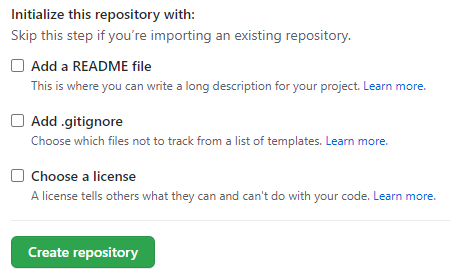 Initialize this repository with:
Skip this step if you're importing an existing repository.
Add a README file
This is where you can write a long description for your project. Learn more.
Add .gitignore
Choose which files not to track from a list of templates. Learn more.
Choose a license
A license tells others what they can and can't do with your code. Learn more.
Create repository